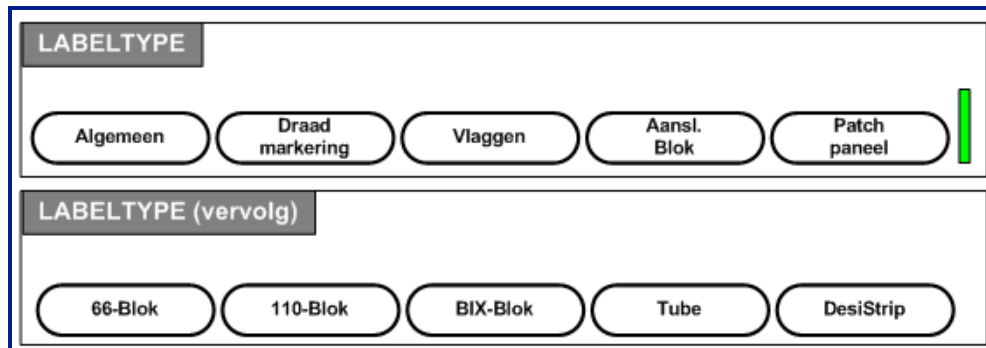 LABELTYPE
Algemeen
Draad
markering
Vlaggen
Aansl.
Blok
Patch
paneel
LABELTYPE (vervolg)
66-Blok
110-Blok
BIX-Blok
Tube
DesiStrip